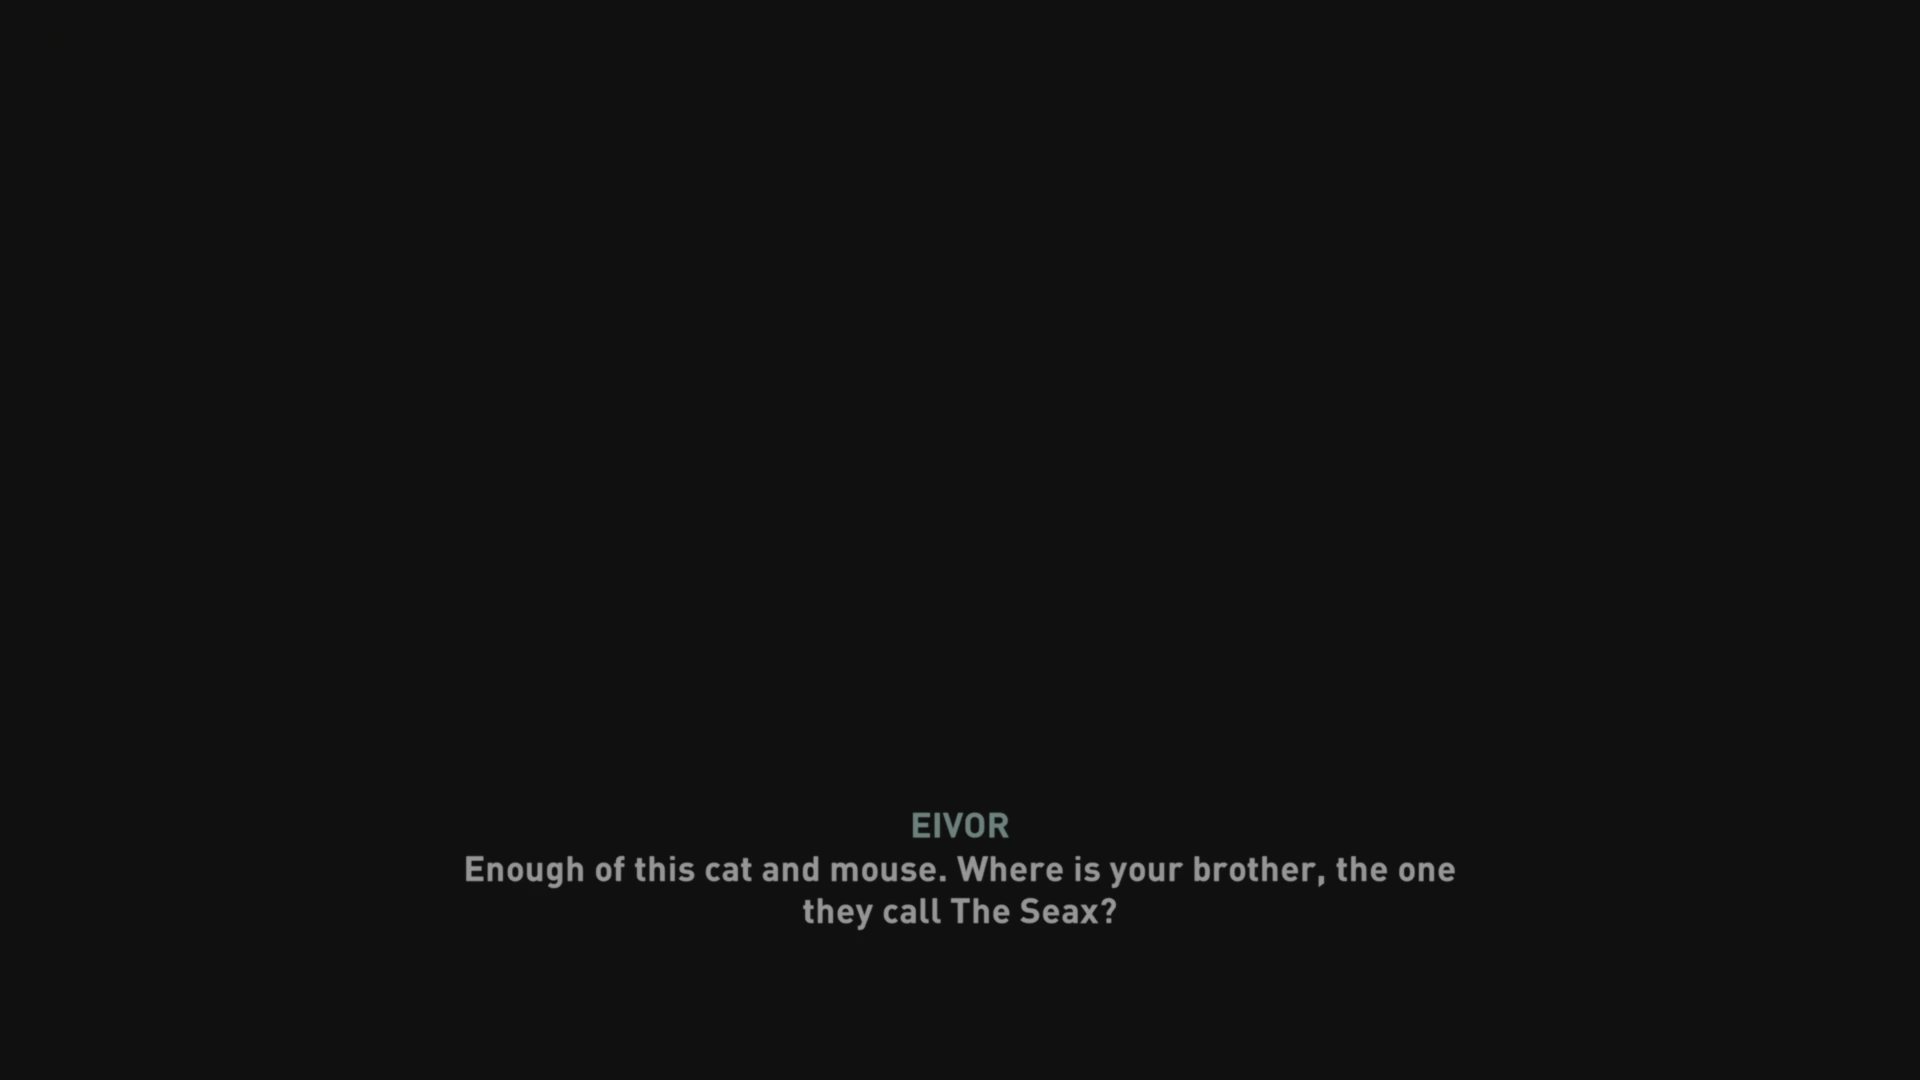 EIVOR
Enough of this cat and mouse. Where is your brother, the one
they call The Seax?